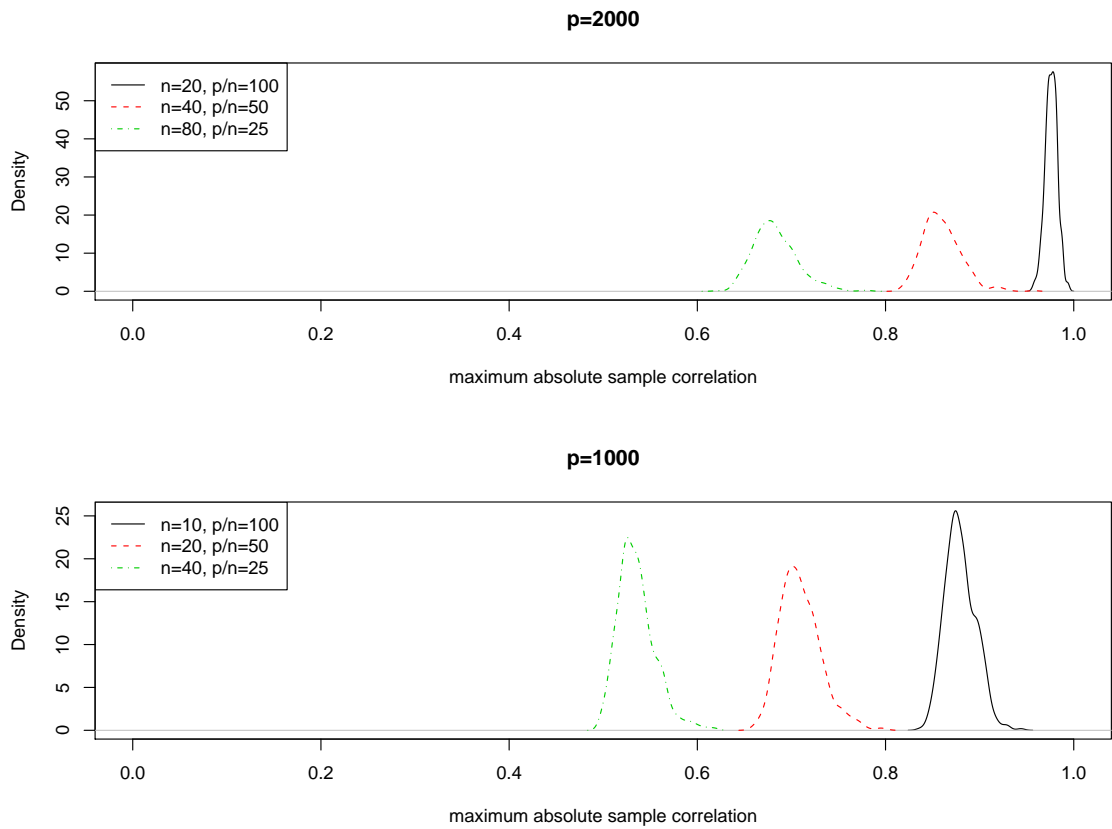 p=2000
n=20, p/n=100
n=40, p/n=50
n=80, p/n=25
Density
0 10 20 30 40 50
0.0 0.2 0.4 0.6 0.8 1.0
maximum absolute sample correlation
p=1000
n=10, p/n=100
n=20, p/n=50
n=40, p/n=25
Density
0 5 10 15 20 25
0.0 0.2 0.4 0.6 0.8 1.0
maximum absolute sample correlation